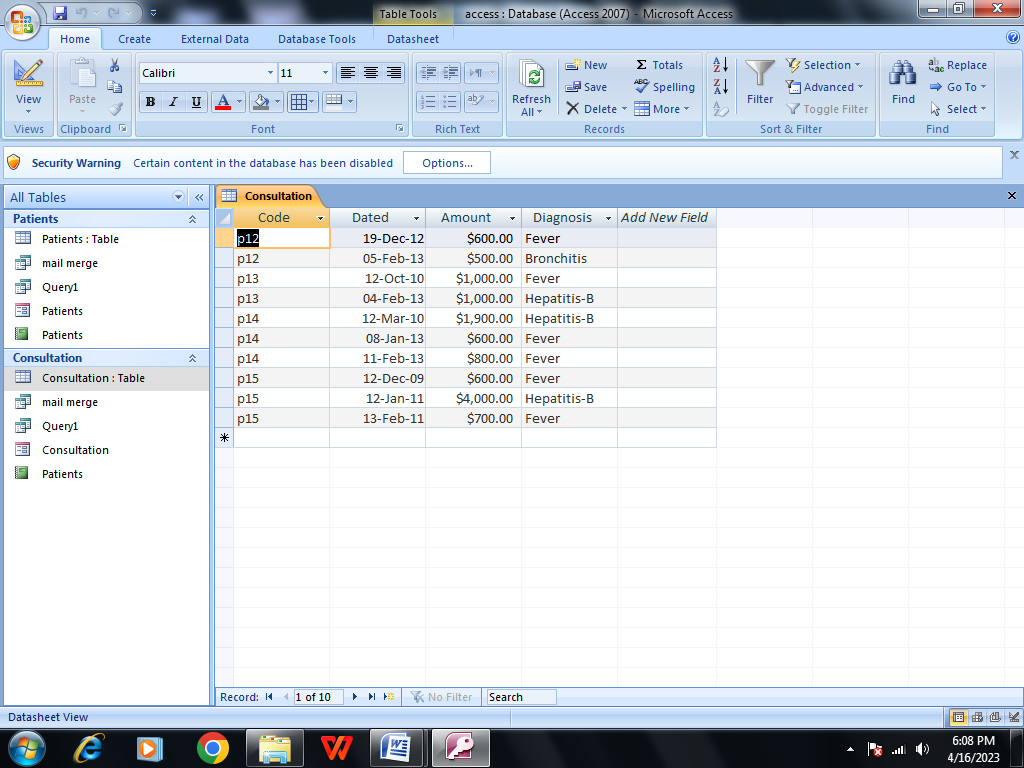 Table Tools access : Database (Access 2007) - Microsoft Access
Home Create External Data Database Tools Datasheet
View Paste Calibri 11 Refresh All New Save Delete Totals Spelling More Filter Selection Advanced Toggle Filter Find Replace Go To Select
B I U A
Views Clipboard Font Rich Text Records Sort & Filter Find
Security Warning Certain content in the database has been disabled Options...
All Tables
Patients
Patients : Table
mail merge
Query1
Patients
Patients
Consultation
Consultation : Table
mail merge
Query1
Consultation
Patients
Consultation
Code Dated Amount Diagnosis Add New Field
p12 19-Dec-12 $600.00 Fever
p12 05-Feb-13 $500.00 Bronchitis
p13 12-Oct-10 $1,000.00 Fever
p13 04-Feb-13 $1,000.00 Hepatitis-B
p14 12-Mar-10 $1,900.00 Hepatitis-B
p14 08-Jan-13 $600.00 Fever
p14 11-Feb-13 $800.00 Fever
p15 12-Dec-09 $600.00 Fever
p15 12-Jan-11 $4,000.00 Hepatitis-B
p15 13-Feb-11 $700.00 Fever
Record: 1 of 10 No Filter Search
Datasheet View
6:08 PM
4/16/2023